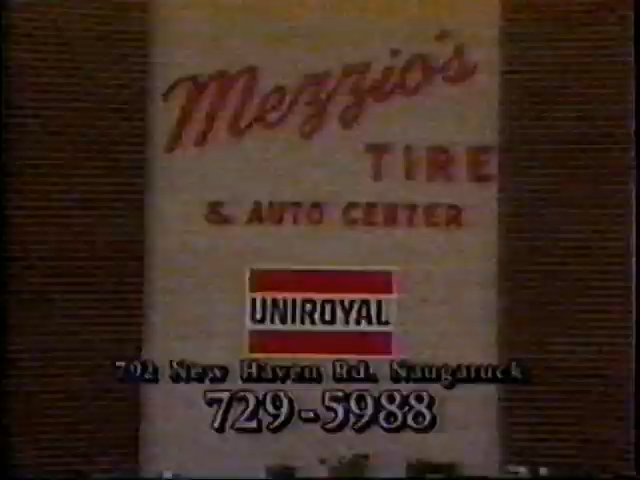 Mezzio's
TIRE
& AUTO CENTER
UNIROYAL
792 New Haven Rd. Naugatuck
729-5988